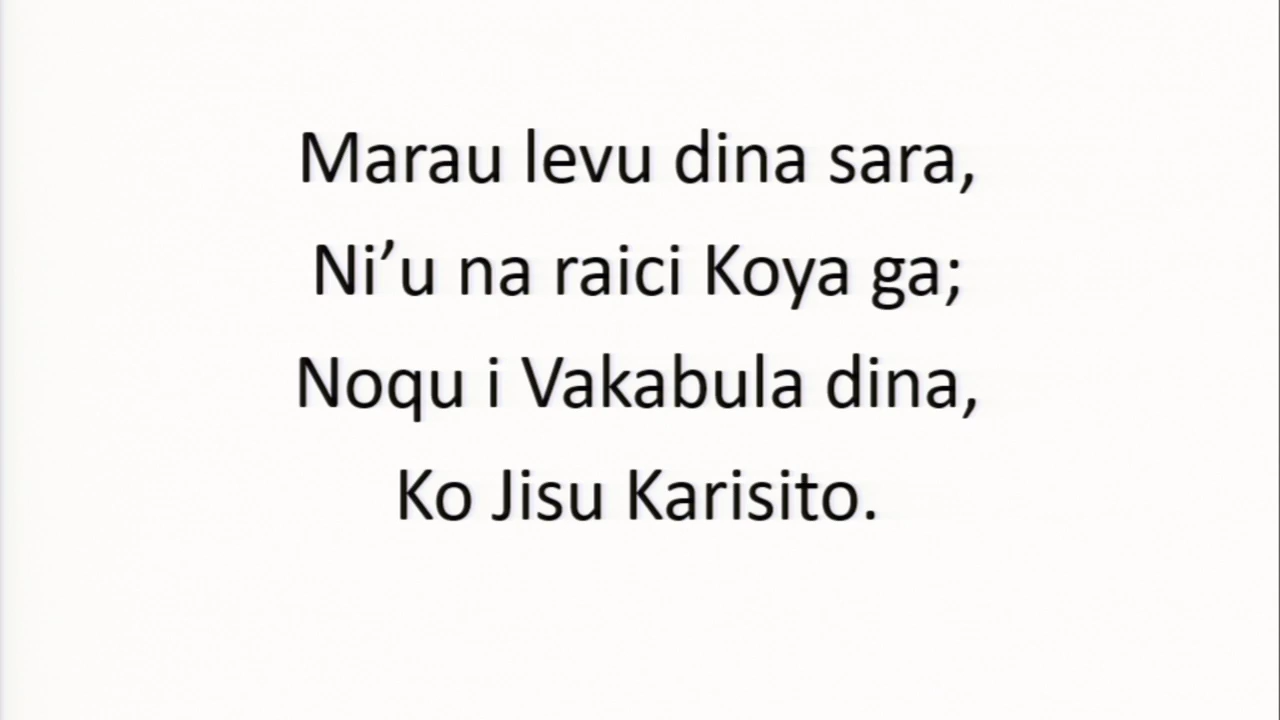 Marau levu dina sara,
Ni’u na raici Koya ga;
Noqu i Vakabula dina,
Ko Jisu Karisito.